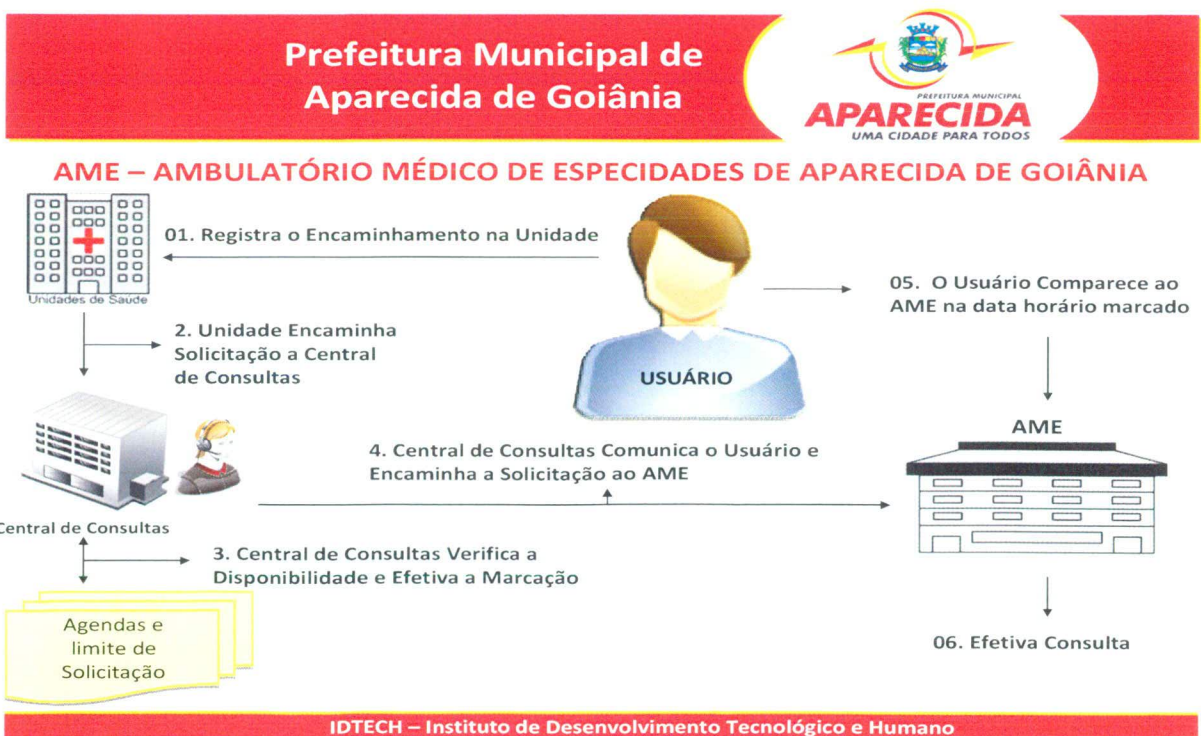 Prefeitura Municipal de
Aparecida de Goiânia
PREFEITURA MUNICIPAL
APARECIDA
UMA CIDADE PARA TODOS
AME – AMBULATÓRIO MÉDICO DE ESPECIDADES DE APARECIDA DE GOIÂNIA
01. Registra o Encaminhamento na Unidade
Unidades de Saúde
05. O Usuário Comparece ao
AME na data horário marcado
2. Unidade Encaminha
Solicitação a Central
de Consultas
USUÁRIO
AME
4. Central de Consultas Comunica o Usuário e
Encaminha a Solicitação ao AME
Central de Consultas
3. Central de Consultas Verifica a
Disponibilidade e Efetiva a Marcação
Agendas e
limite de
Solicitação
06. Efetiva Consulta
IDTECH – Instituto de Desenvolvimento Tecnológico e Humano